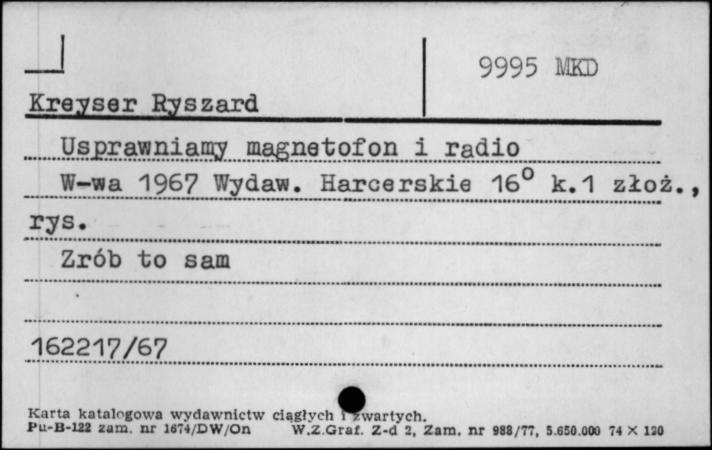 9995 MKD
Kreyser Ryszard
Usprawniamy magnetofon i radio
W-wa 1967 Wydaw. Harcerskie 16° k.1 złoż.,
rys.
Zrób to sam
162217/67
Karta katalogowa wydawnictw ciągłych i zwartych.
Pu-B-122 zam. nr 1674/DW/On W.Z.Graf. Z-d 2, Zam. nr 988/77, 5.650.000 74 × 120